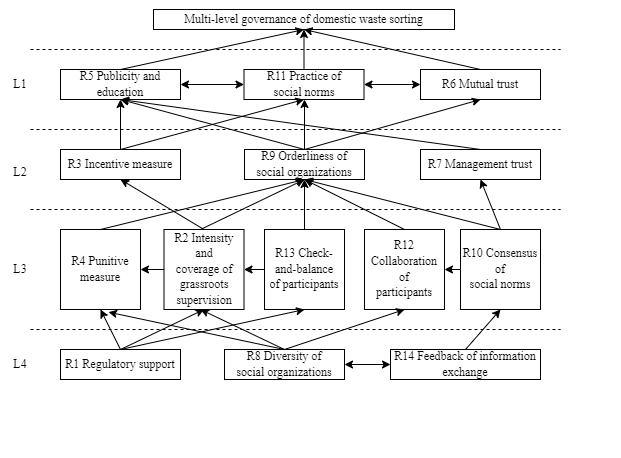 Multi-level governance of domestic waste sorting
L1
R5 Publicity and
education
R11 Practice of
social norms
R6 Mutual trust
L2
R3 Incentive measure
R9 Orderliness of
social organizations
R7 Management trust
L3
R4 Punitive
measure
R2 Intensity
and
coverage of
grassroots
supervision
R13 Check-
and-balance
of participants
R12
Collaboration
of
participants
R10 Consensus
of
social norms
L4
R1 Regulatory support
R8 Diversity of
social organizations
R14 Feedback of information
exchange